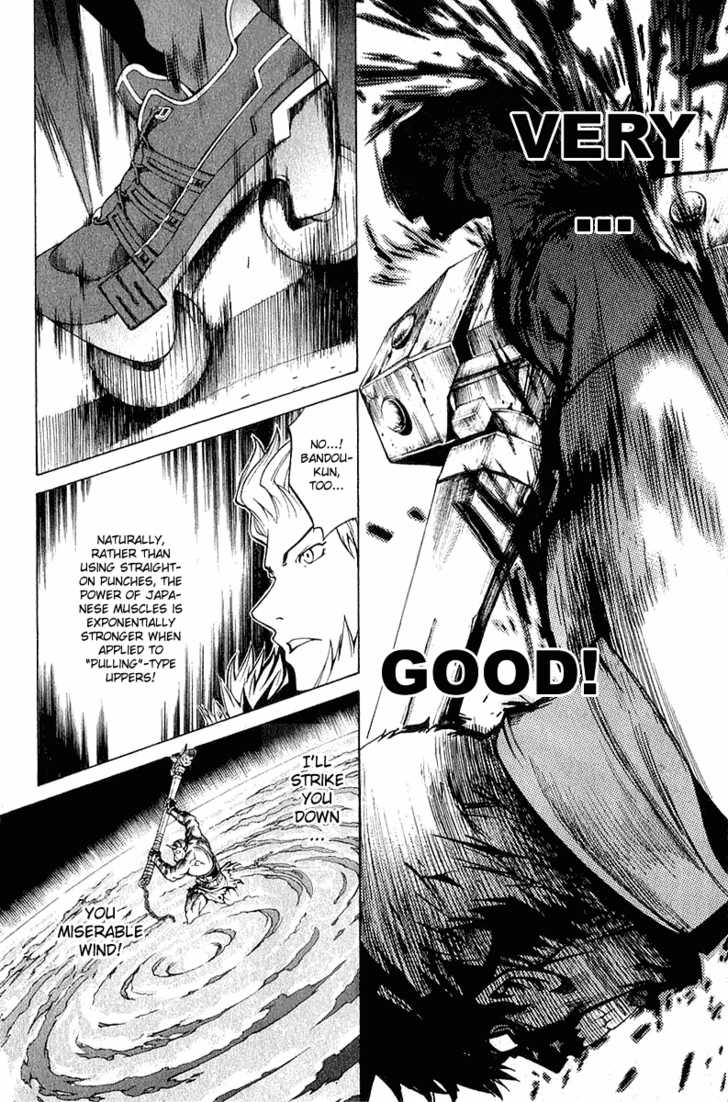 VERY
...
GOOD!
NO...!
BANDOU-
KUN,
TOO...
NATURALLY,
RATHER THAN
USING STRAIGHT-
ON PUNCHES, THE
POWER OF JAPA-
NESE MUSCLES IS
EXPONENTIALLY
STRONGER WHEN
APPLIED TO
"PULLING"-TYPE
UPPERS!
I'LL
STRIKE
YOU
DOWN
....
YOU
MISERABLE
WIND!